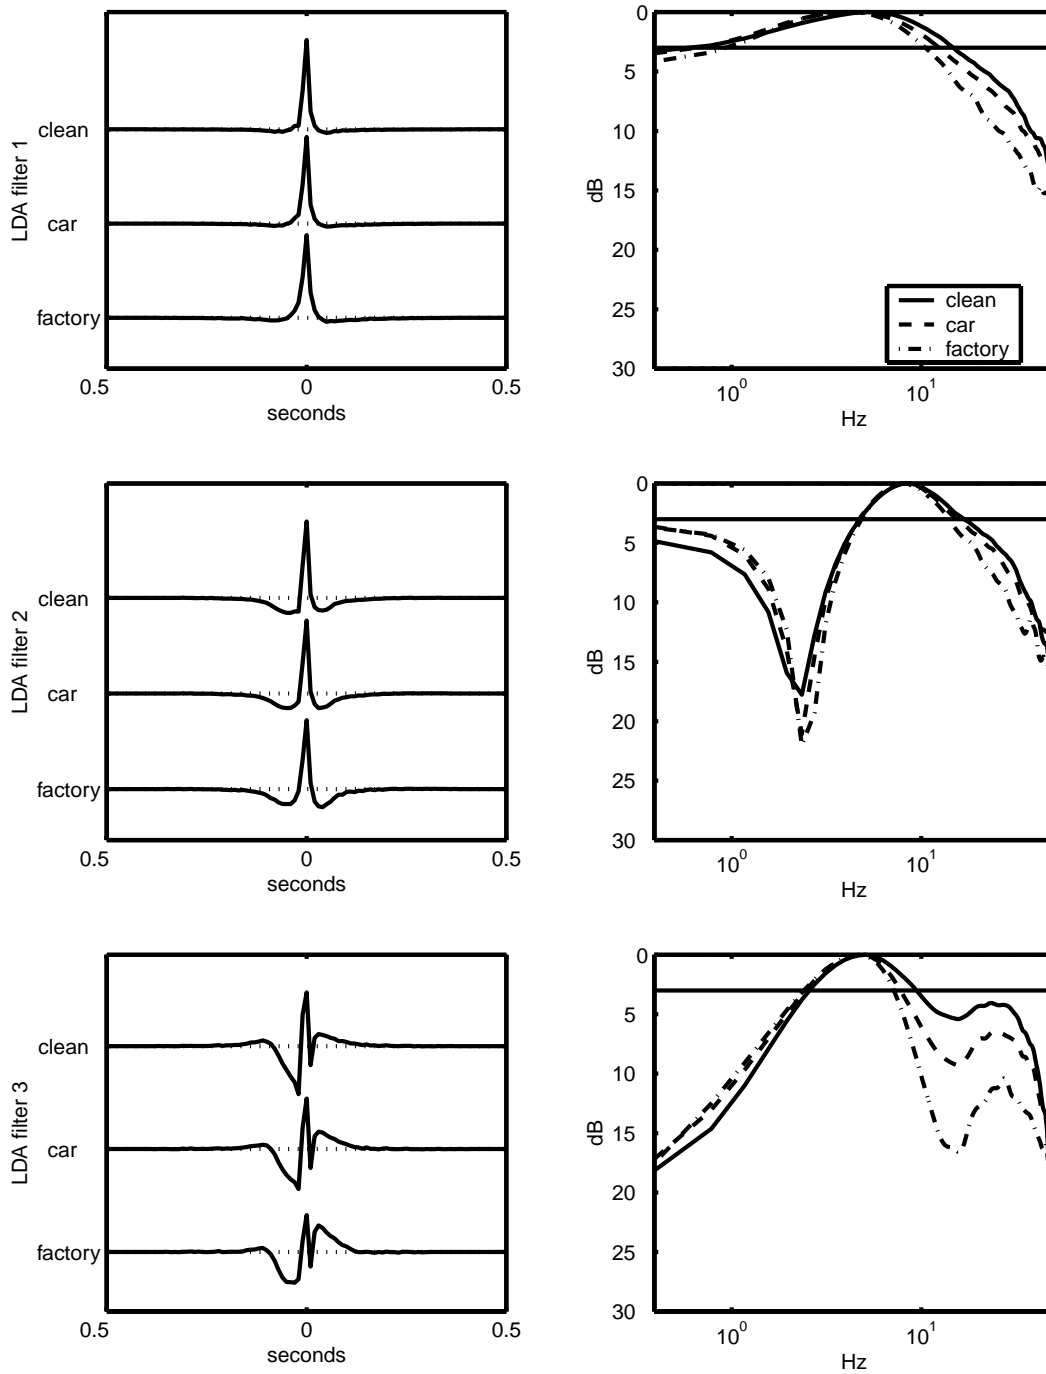 LDA filter 1
clean
car
factory
0.5 0 0.5
seconds
dB
0
5
10
15
20
25
30
clean
car
factory
10^0 10^1
Hz
LDA filter 2
clean
car
factory
0.5 0 0.5
seconds
dB
0
5
10
15
20
25
30
10^0 10^1
Hz
LDA filter 3
clean
car
factory
0.5 0 0.5
seconds
dB
0
5
10
15
20
25
30
10^0 10^1
Hz